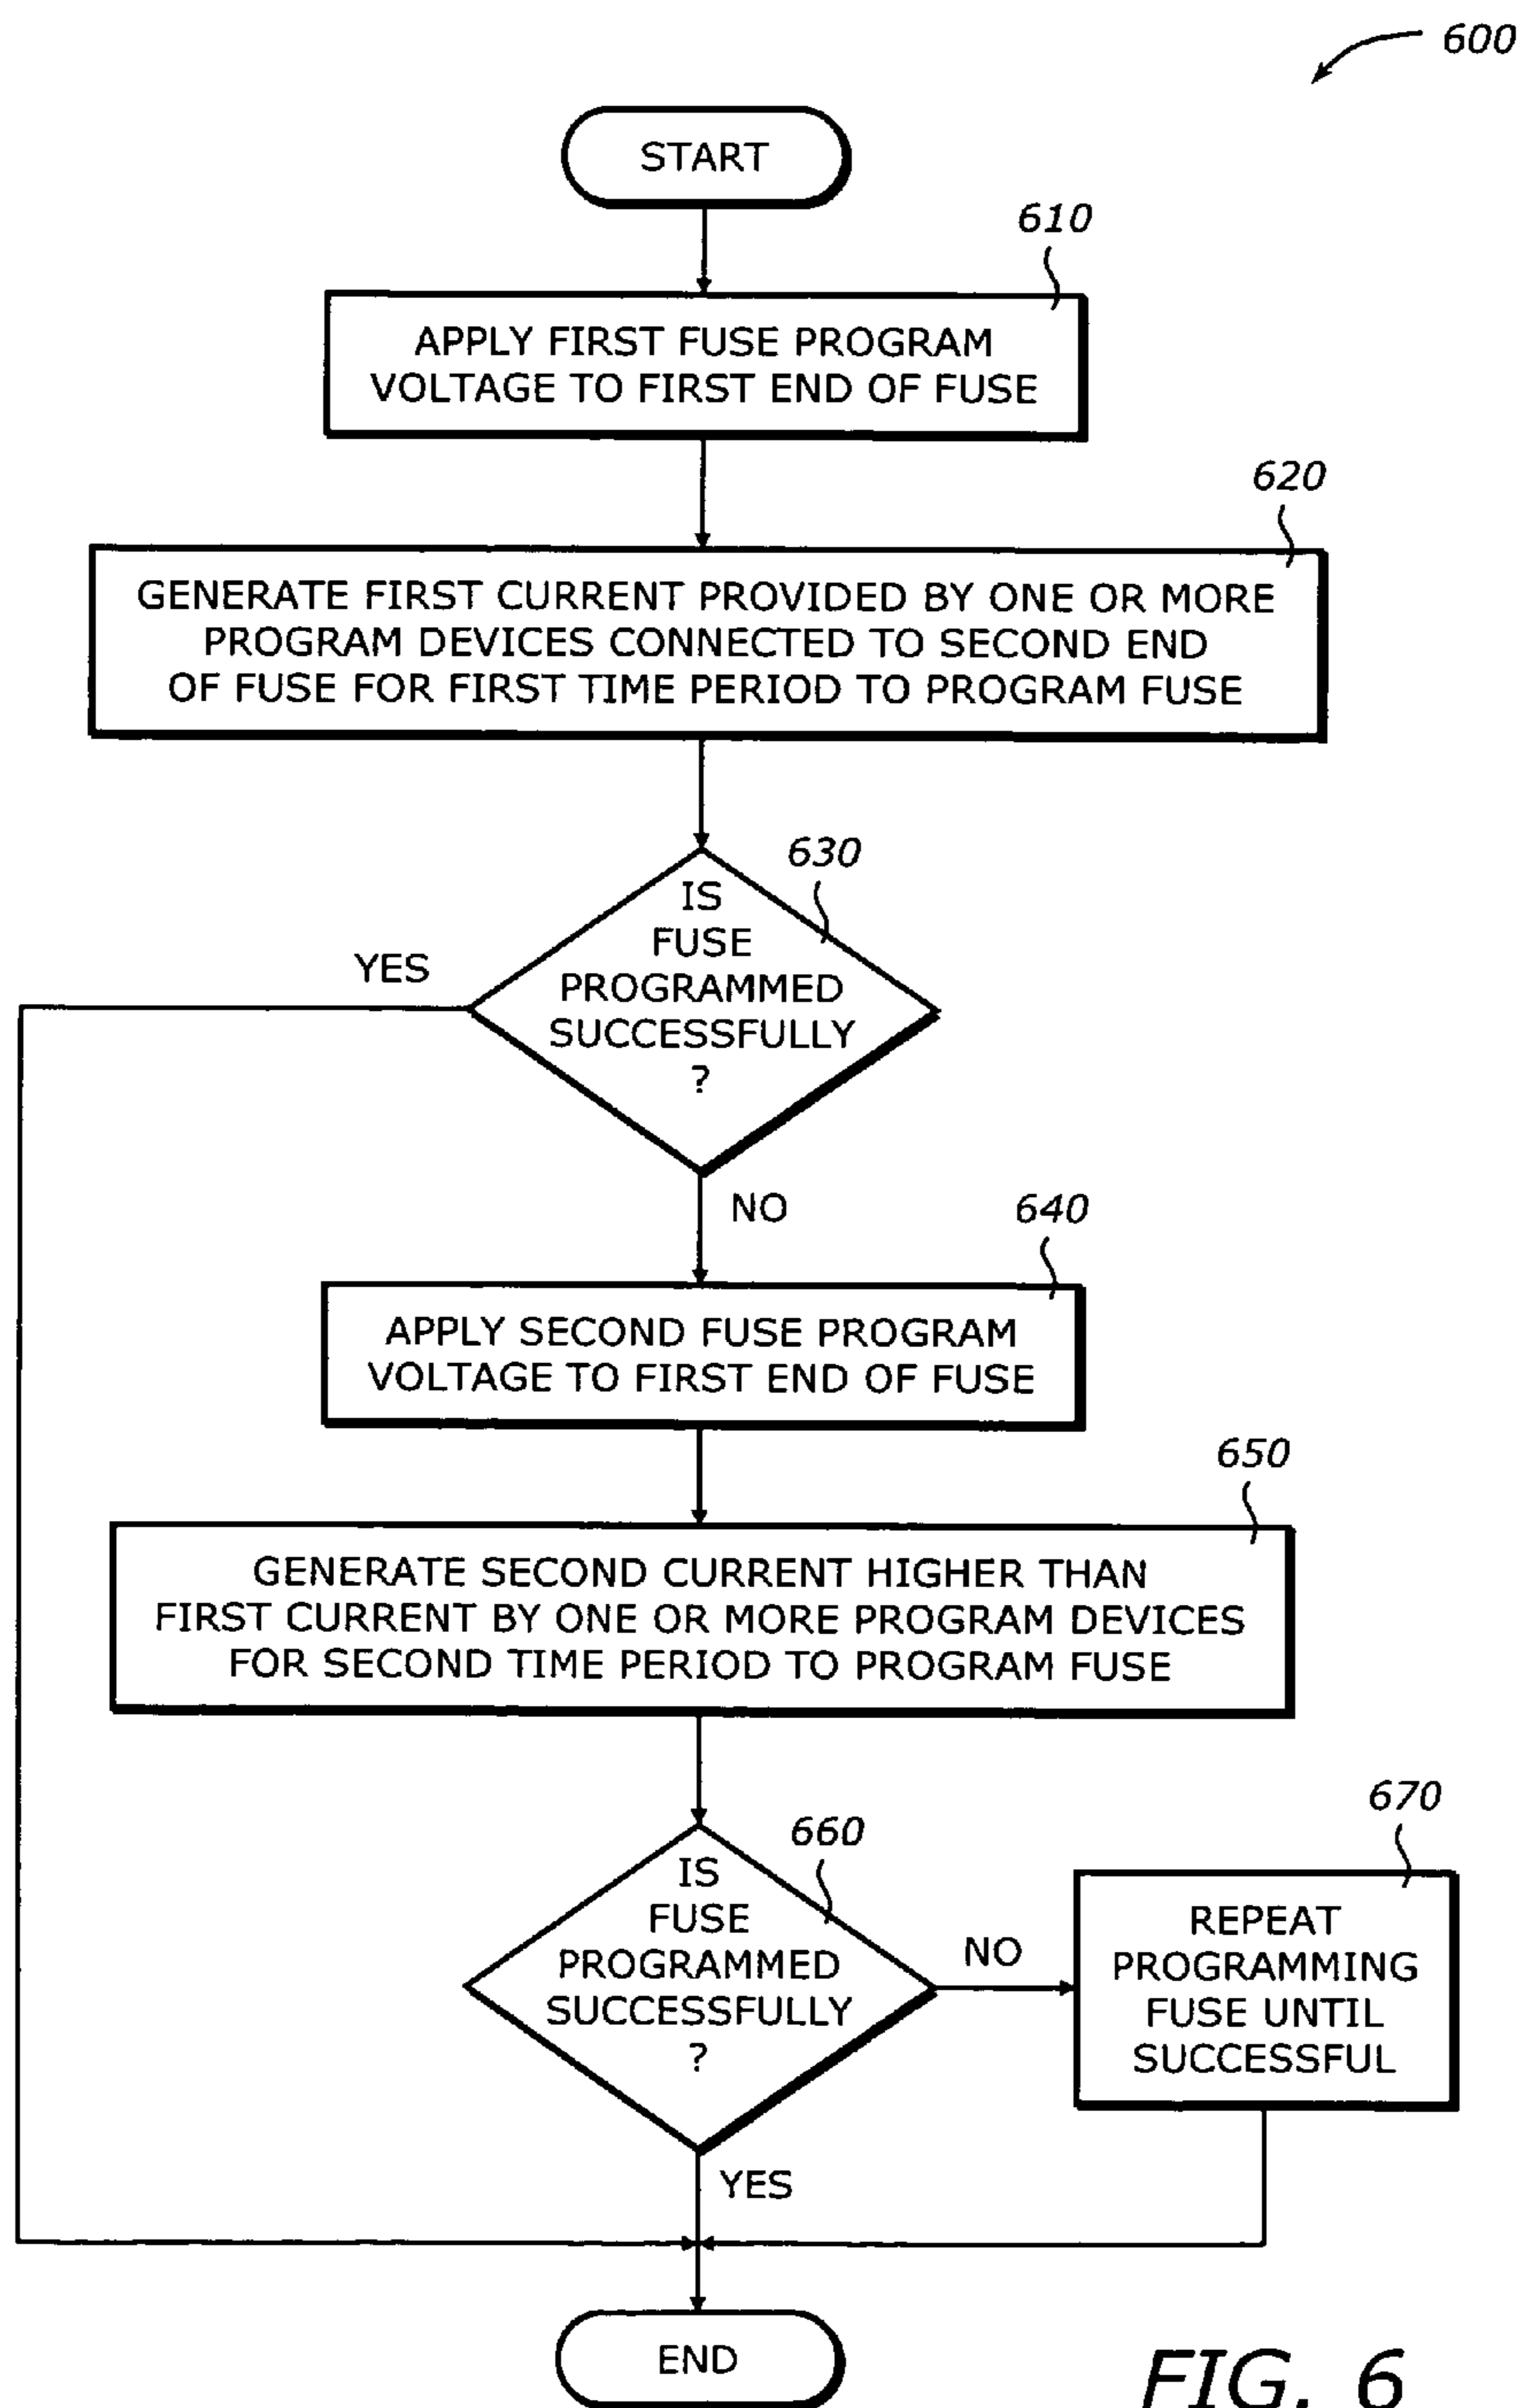 600
START
610
APPLY FIRST FUSE PROGRAM
VOLTAGE TO FIRST END OF FUSE
620
GENERATE FIRST CURRENT PROVIDED BY ONE OR MORE
PROGRAM DEVICES CONNECTED TO SECOND END
OF FUSE FOR FIRST TIME PERIOD TO PROGRAM FUSE
630
IS
FUSE
PROGRAMMED
SUCCESSFULLY
?
YES
NO
640
APPLY SECOND FUSE PROGRAM
VOLTAGE TO FIRST END OF FUSE
650
GENERATE SECOND CURRENT HIGHER THAN
FIRST CURRENT BY ONE OR MORE PROGRAM DEVICES
FOR SECOND TIME PERIOD TO PROGRAM FUSE
660
IS
FUSE
PROGRAMMED
SUCCESSFULLY
?
NO
670
REPEAT
PROGRAMMING
FUSE UNTIL
SUCCESSFUL
YES
END
FIG. 6